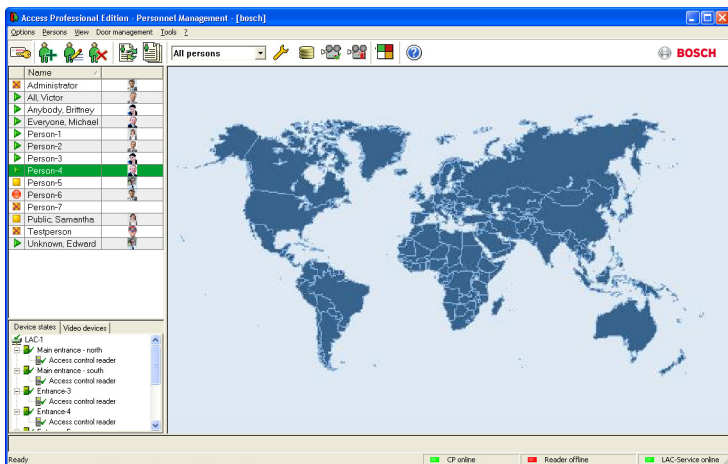 Access Professional Edition - Personnel Management - [bosch]
Options Persons View Door management Tools ?
All persons
BOSCH
Name
Administrator
All, Victor
Anybody, Brittney
Everyone, Michael
Person-1
Person-2
Person-3
Person-4
Person-5
Person-6
Person-7
Public, Samantha
Testperson
Unknown, Edward
Device states Video devices
LAC-1
Main entrance - north
Access control reader
Main entrance - south
Access control reader
Entrance-3
Access control reader
Entrance-4
Access control reader
Ready CP online Reader offline LAC-Service online